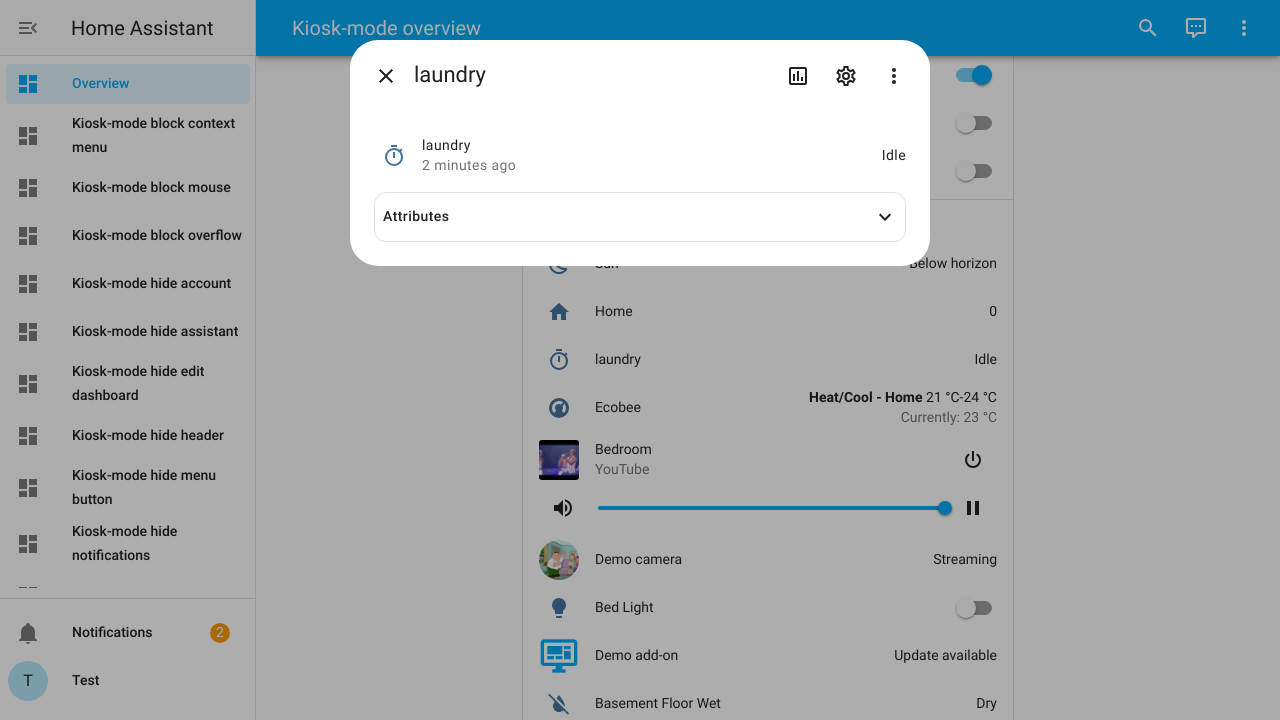 Home Assistant
Kiosk-mode overview
Overview
Kiosk-mode block context
menu
Kiosk-mode block mouse
Kiosk-mode block overflow
Kiosk-mode hide account
Kiosk-mode hide assistant
Kiosk-mode hide edit
dashboard
Kiosk-mode hide header
Kiosk-mode hide menu
button
Kiosk-mode hide
notifications
Notifications
2
T
Test
laundry
laundry
2 minutes ago
Idle
Attributes
Sun
Below horizon
Home
0
laundry
Idle
Ecobee
Heat/Cool - Home 21 °C-24 °C
Currently: 23 °C
Bedroom
YouTube
Demo camera
Streaming
Bed Light
Demo add-on
Update available
Basement Floor Wet
Dry